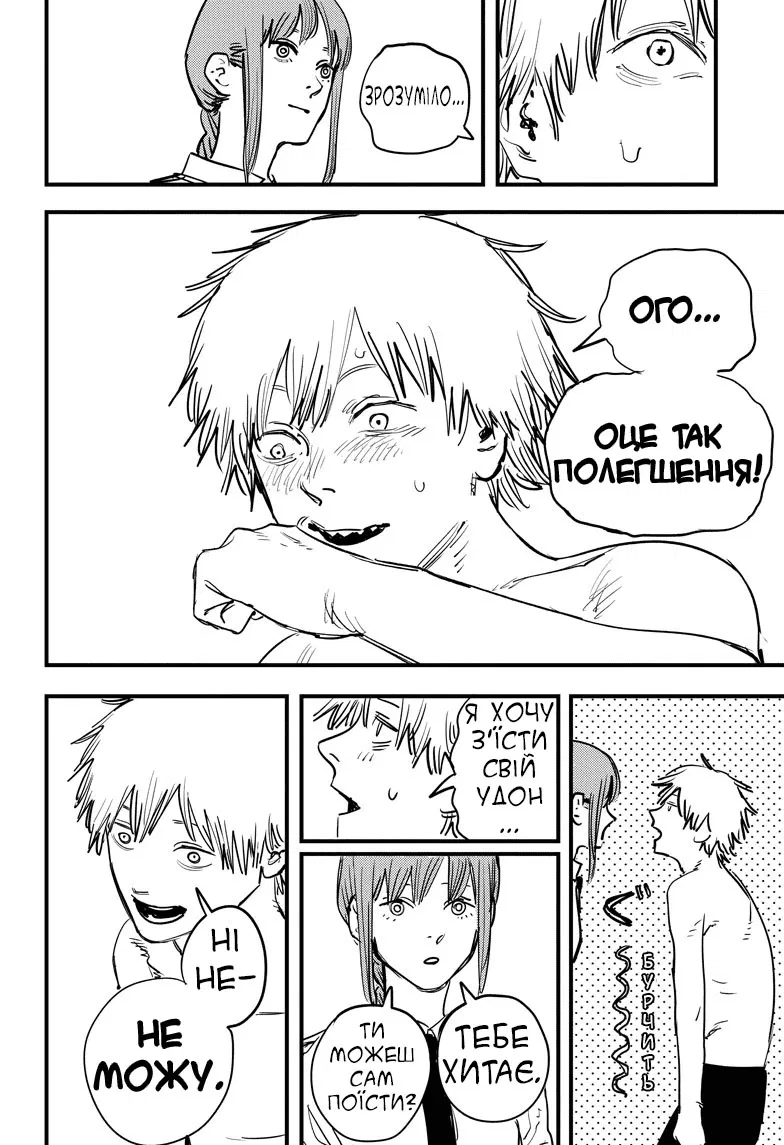 ЗРОЗУМІЛО...
ОГО...
ОЦЕ ТАК
ПОЛЕГШЕННЯ!
ぐ
БУРЧИТЬ
Я ХОЧУ
З'ЇСТИ
СВІЙ
УДОН
...
ТЕБЕ
ХИТАЄ.
ТИ
МОЖЕШ
САМ
ПОЇСТИ?
НІ
НЕ-
НЕ
МОЖУ.